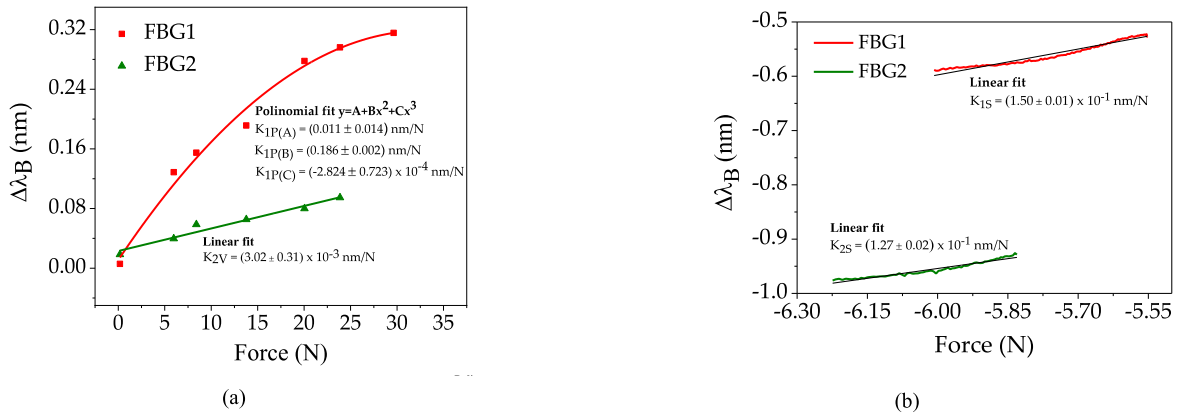 0.32
0.24
0.16
0.08
0.00
ΔλB (nm)
FBG1
FBG2
Polinomial fit y=A+Bx2+Cx3
K1P(A) = (0.011 ± 0.014) nm/N
K1P(B) = (0.186 ± 0.002) nm/N
K1P(C) = (-2.824 ± 0.723) x 10-4 nm/N
Linear fit
K2V = (3.02 ± 0.31) x 10-3 nm/N
0 5 10 15 20 25 30 35
Force (N)
(a)
-0.5
-0.6
-0.7
-0.8
-0.9
-1.0
ΔλB (nm)
FBG1
FBG2
Linear fit
K1S = (1.50 ± 0.01) x 10-1 nm/N
Linear fit
K2S = (1.27 ± 0.02) x 10-1 nm/N
-6.30 -6.15 -6.00 -5.85 -5.70 -5.55
Force (N)
(b)